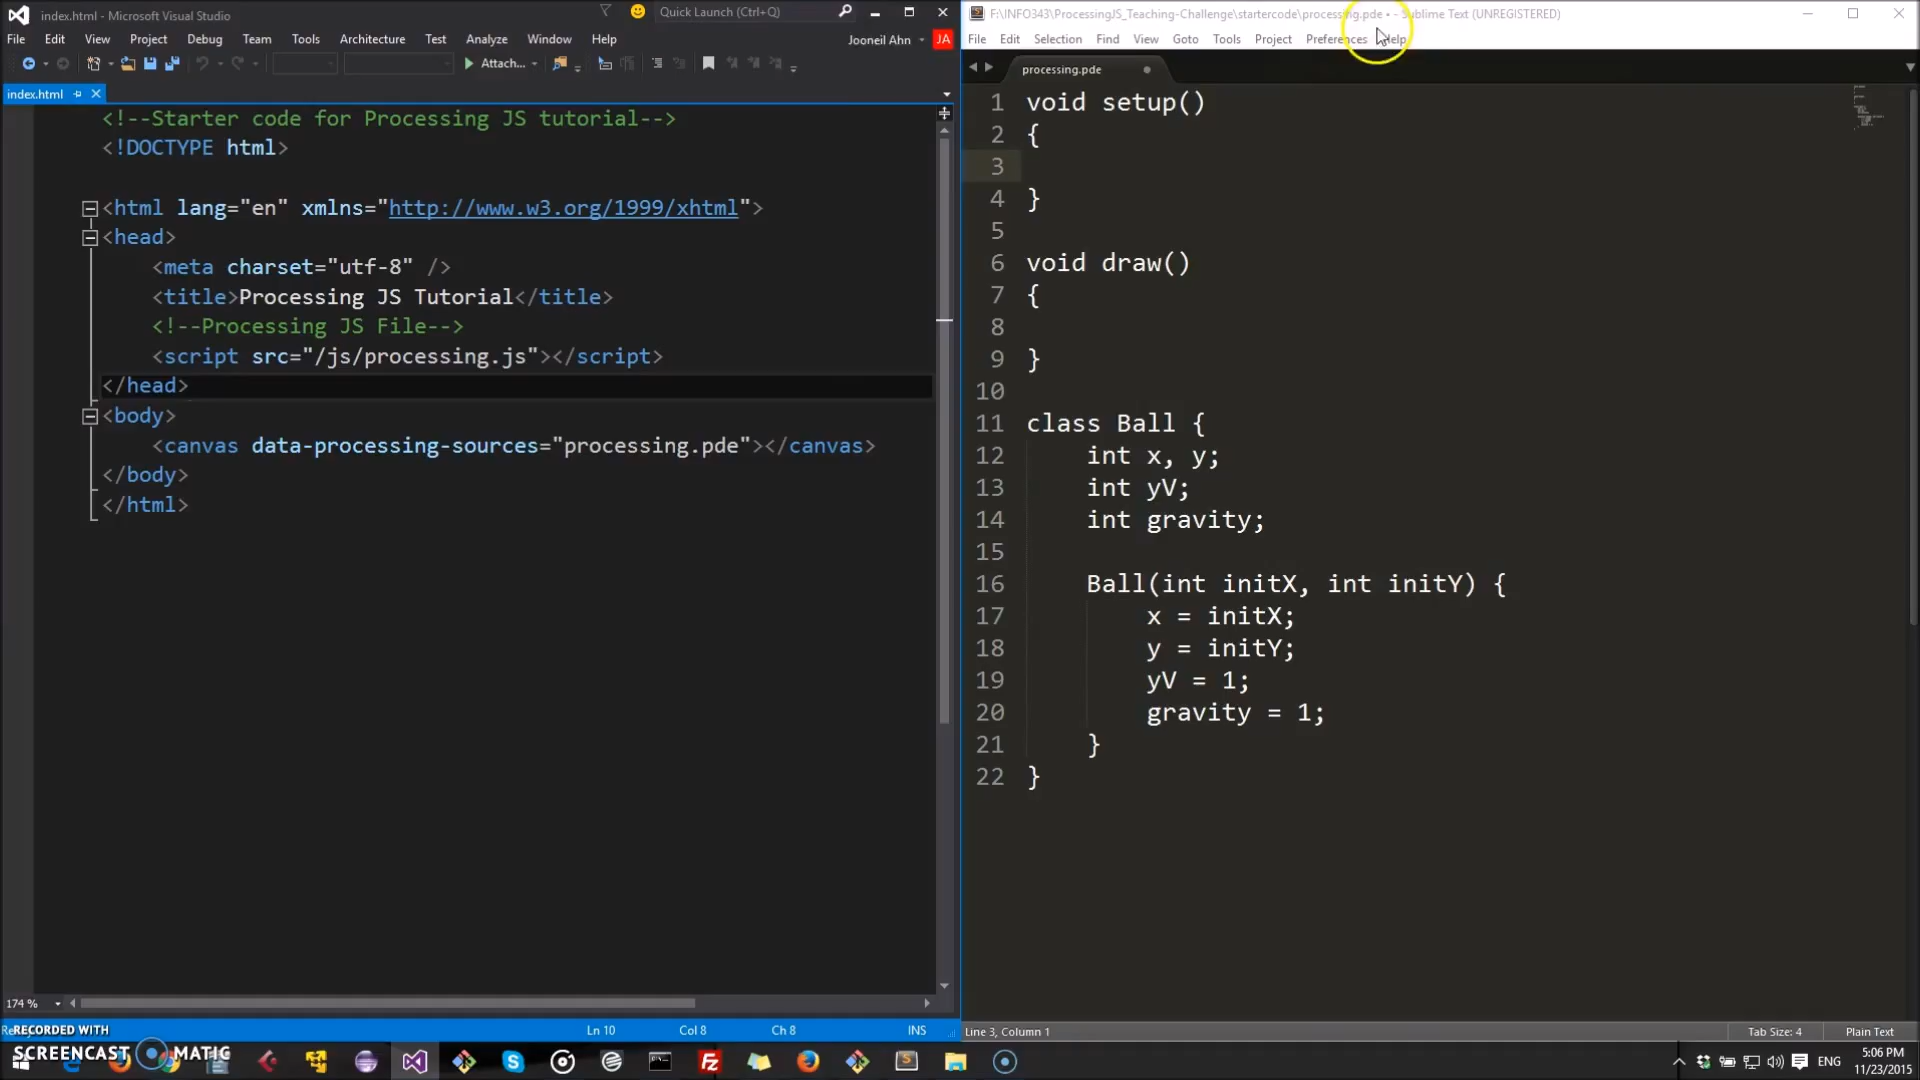 index.html - Microsoft Visual Studio
Quick Launch (Ctrl+Q)
File Edit View Project Debug Team Tools Architecture Test Analyze Window Help
Jooneil Ahn JA
Attach...
index.html
<!--Starter code for Processing JS tutorial-->
<!DOCTYPE html>
<html lang="en" xmlns="http://www.w3.org/1999/xhtml">
<head>
<meta charset="utf-8" />
<title>Processing JS Tutorial</title>
<!--Processing JS File-->
<script src="/js/processing.js"></script>
</head>
<body>
<canvas data-processing-sources="processing.pde"></canvas>
</body>
</html>
174 %
Ln 10 Col 8 Ch 8 INS
F:\INFO343\ProcessingJS_Teaching-Challenge\startercode\processing.pde • - Sublime Text (UNREGISTERED)
File Edit Selection Find View Goto Tools Project Preferences Help
processing.pde
1 void setup()
2 {
3
4 }
5
6 void draw()
7 {
8
9 }
10
11 class Ball {
12 int x, y;
13 int yV;
14 int gravity;
15
16 Ball(int initX, int initY) {
17 x = initX;
18 y = initY;
19 yV = 1;
20 gravity = 1;
21 }
22 }
Line 3, Column 1 Tab Size: 4 Plain Text
RECORDED WITH
SCREENCAST MATIC
ENG
5:06 PM
11/23/2015